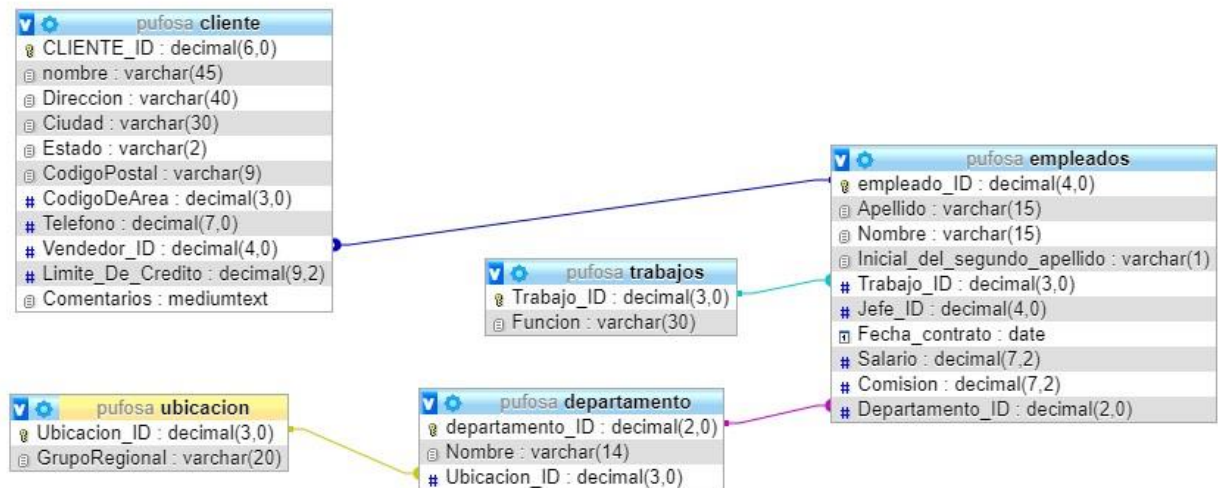 pufosa cliente
CLIENTE_ID : decimal(6,0)
nombre : varchar(45)
Direccion : varchar(40)
Ciudad : varchar(30)
Estado : varchar(2)
CodigoPostal : varchar(9)
# CodigoDeArea : decimal(3,0)
# Telefono : decimal(7,0)
# Vendedor_ID : decimal(4,0)
# Limite_De_Credito : decimal(9,2)
Comentarios : mediumtext
pufosa empleados
empleado_ID : decimal(4,0)
Apellido : varchar(15)
Nombre : varchar(15)
Inicial_del_segundo_apellido : varchar(1)
# Trabajo_ID : decimal(3,0)
# Jefe_ID : decimal(4,0)
Fecha_contrato : date
# Salario : decimal(7,2)
# Comision : decimal(7,2)
# Departamento_ID : decimal(2,0)
pufosa trabajos
Trabajo_ID : decimal(3,0)
Funcion : varchar(30)
pufosa ubicacion
Ubicacion_ID : decimal(3,0)
GrupoRegional : varchar(20)
pufosa departamento
departamento_ID : decimal(2,0)
Nombre : varchar(14)
# Ubicacion_ID : decimal(3,0)